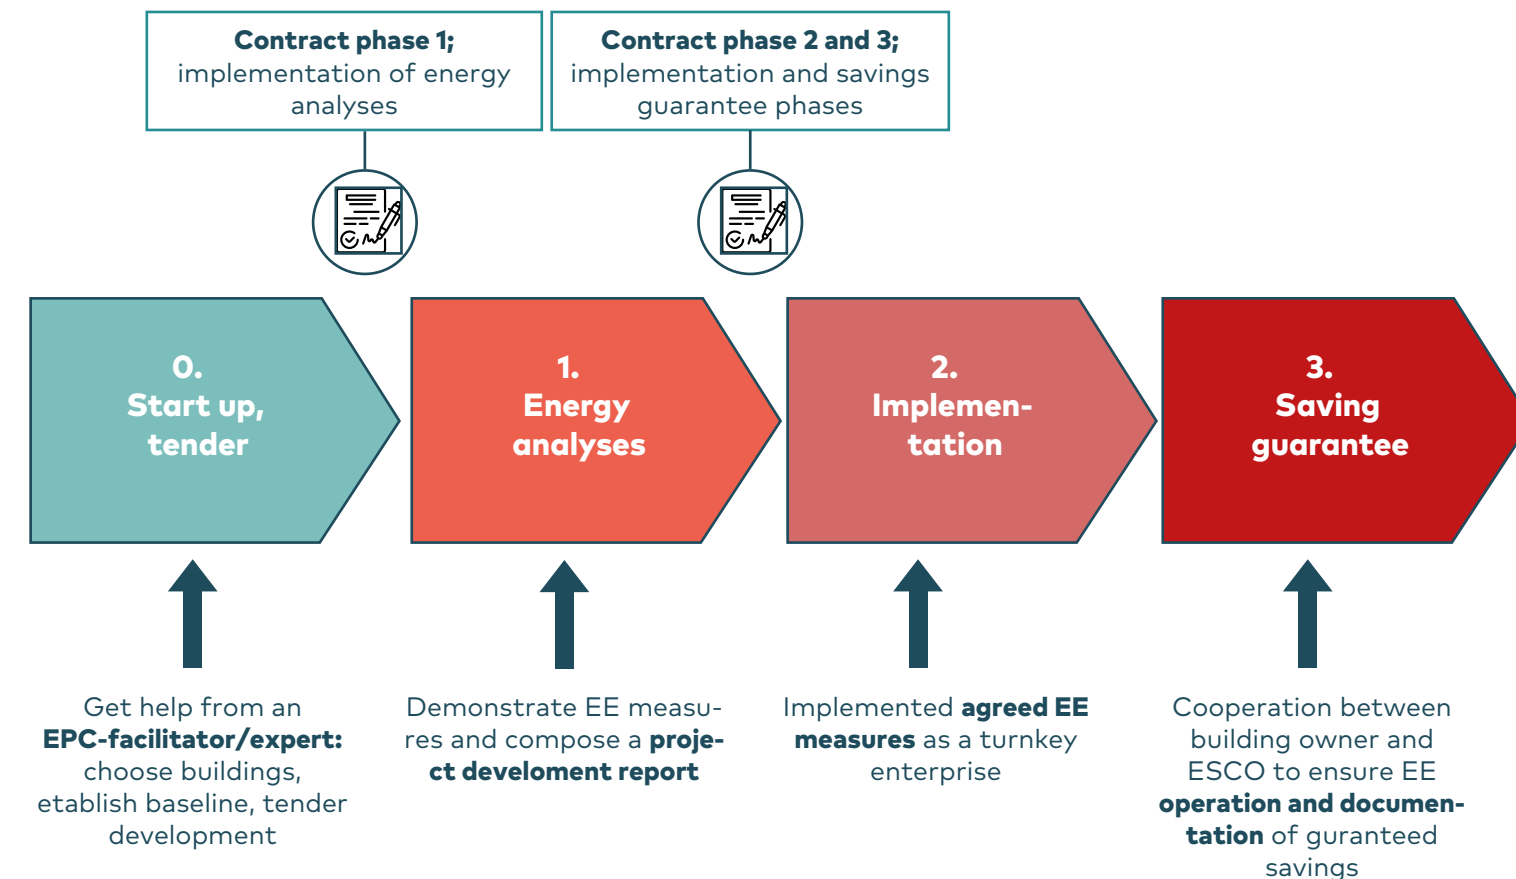 Contract phase 1;
implementation of energy
analyses
Contract phase 2 and 3;
implementation and savings
guarantee phases
0.
Start up,
tender
1.
Energy
analyses
2.
Implemen-
tation
3.
Saving
guarantee
Get help from an
EPC-facilitator/expert:
choose buildings,
etablish baseline, tender
development
Demonstrate EE measu-
res and compose a proje-
ct develoment report
Implemented agreed EE
measures as a turnkey
enterprise
Cooperation between
building owner and
ESCO to ensure EE
operation and documen-
tation of guranteed
savings